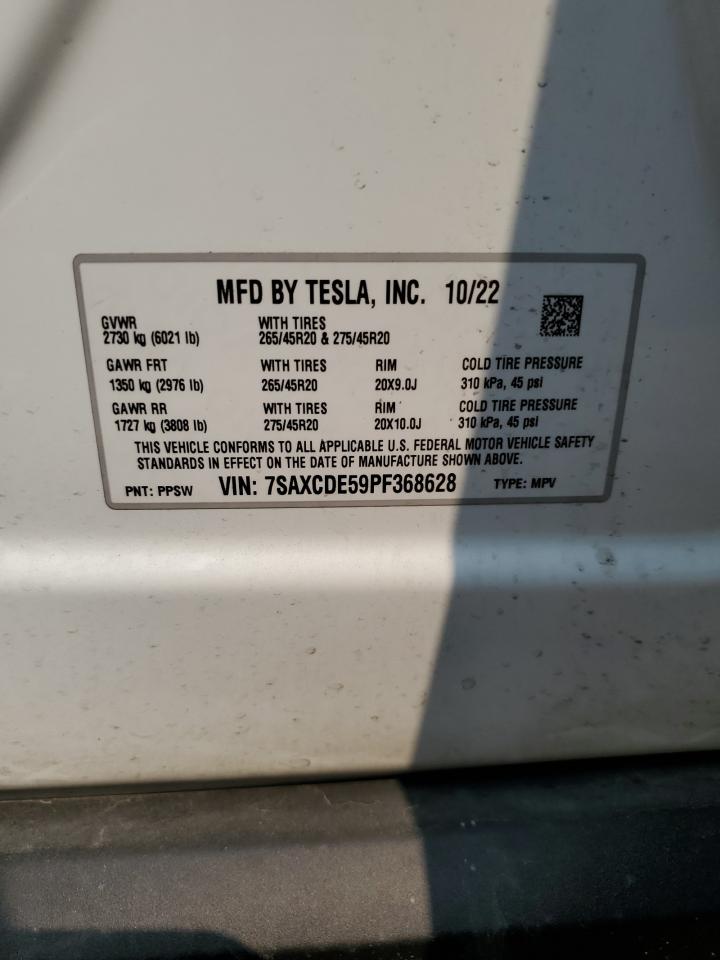 MFD BY TESLA, INC. 10/22
GVWR WITH TIRES
2730 kg (6021 lb) 265/45R20 & 275/45R20
GAWR FRT WITH TIRES RIM COLD TIRE PRESSURE
1350 kg (2976 lb) 265/45R20 20X9.0J 310 kPa, 45 psi
GAWR RR WITH TIRES RIM COLD TIRE PRESSURE
1727 kg (3808 lb) 275/45R20 20X10.0J 310 kPa, 45 psi
THIS VEHICLE CONFORMS TO ALL APPLICABLE U.S. FEDERAL MOTOR VEHICLE SAFETY
STANDARDS IN EFFECT ON THE DATE OF MANUFACTURE SHOWN ABOVE.
PNT: PPSW VIN: 7SAXCDE59PF368628 TYPE: MPV